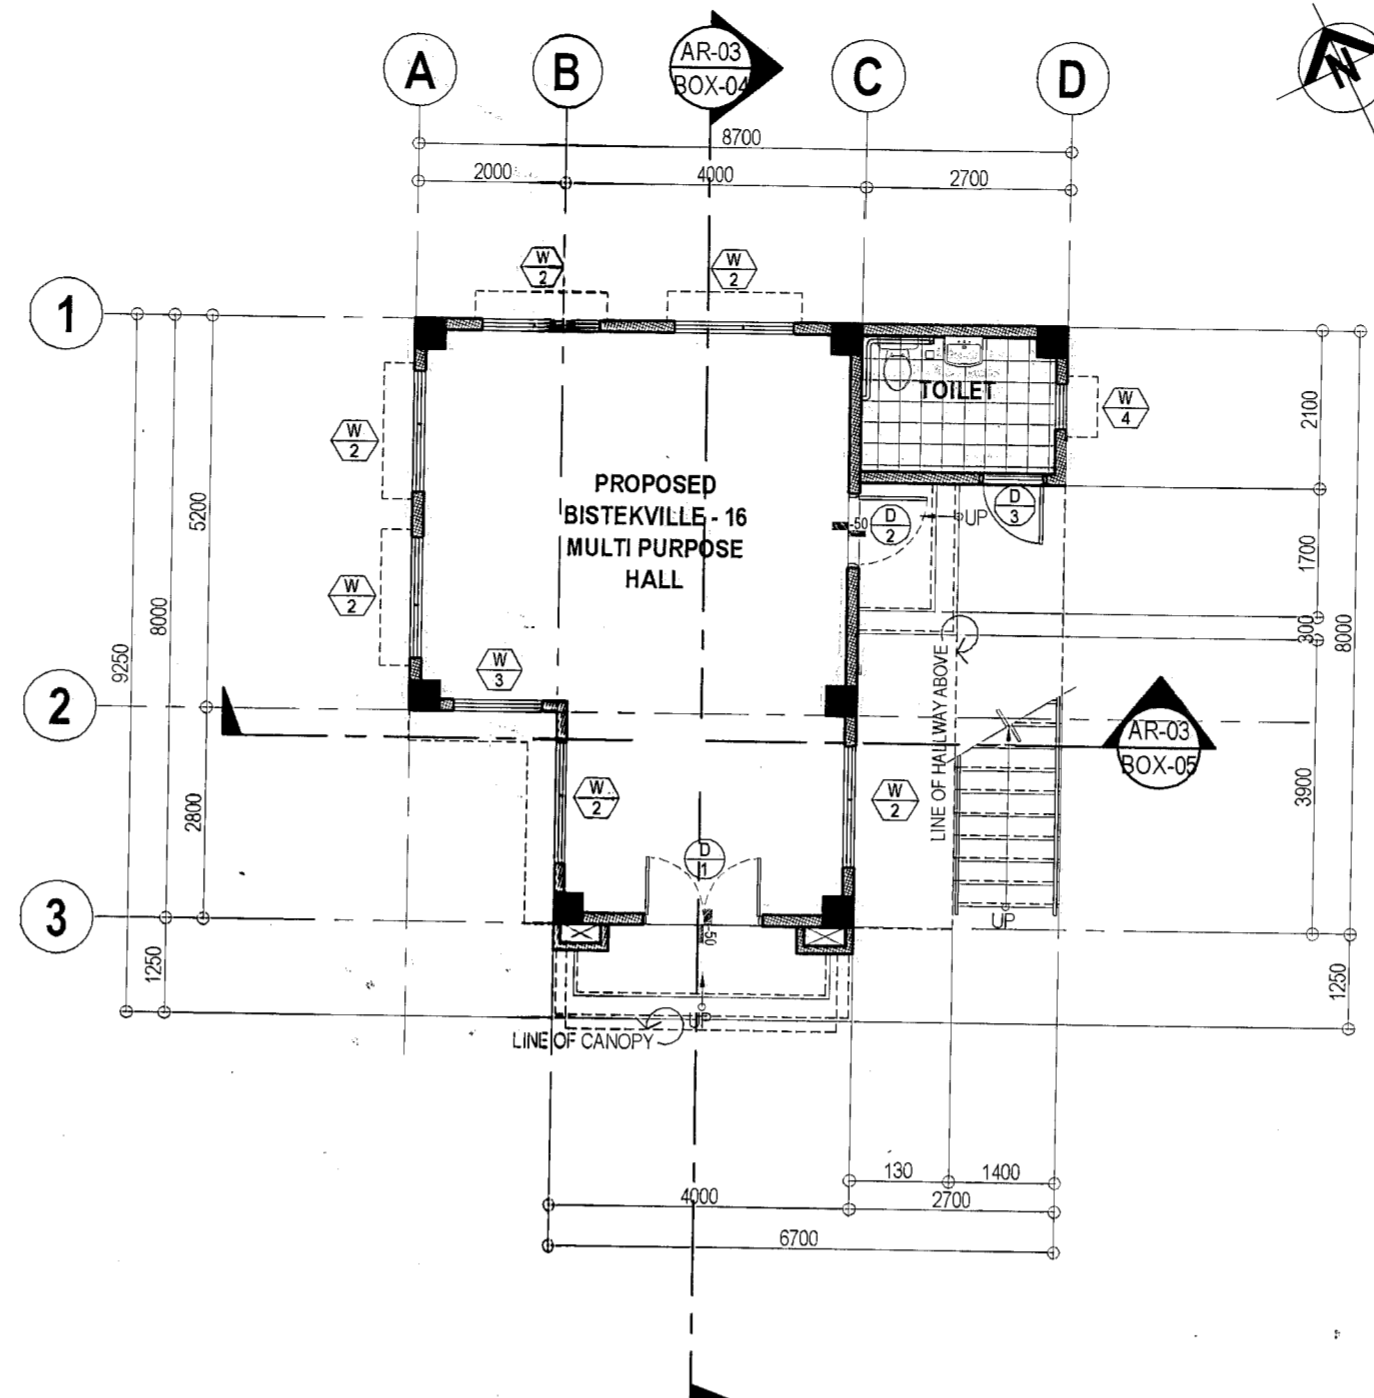 A
B
AR-03
BOX-04
C
D
N
8700
2000
4000
2700
W
2
W
2
1
TOILET
W
4
2100
W
2
5200
PROPOSED
BISTEKVILLE - 16
MULTI PURPOSE
HALL
-50
D
2
UP
D
3
1700
W
2
8000
9250
300
8000
W
3
LINE OF HALLWAY ABOVE
2
AR-03
BOX-05
W
2
W
2
2800
3900
D
1
3
UP
-50
1250
1250
UP
LINE OF CANOPY
130
1400
4000
2700
6700